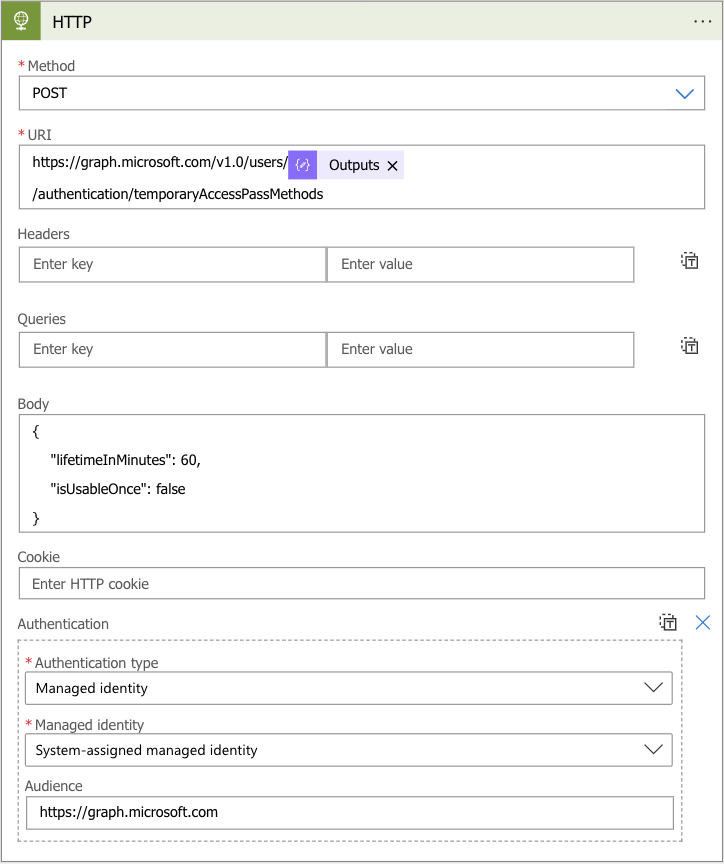 HTTP
* Method
POST
* URI
https://graph.microsoft.com/v1.0/users/ Outputs
/authentication/temporaryAccessPassMethods
Headers
Enter key Enter value
Queries
Enter key Enter value
Body
{
"lifetimeInMinutes": 60,
"isUsableOnce": false
}
Cookie
Enter HTTP cookie
Authentication
* Authentication type
Managed identity
* Managed identity
System-assigned managed identity
Audience
https://graph.microsoft.com